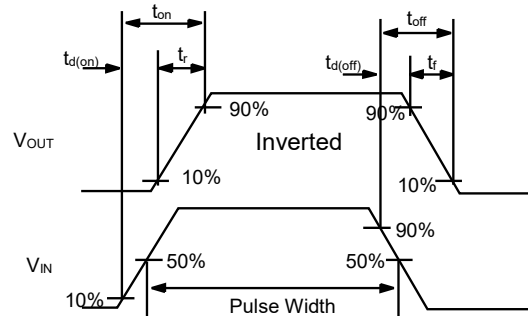 ton
toff
td(on)
tr
td(off)
tf
90%
90%
VOUT
Inverted
10%
10%
90%
VIN
50%
50%
10%
Pulse Width